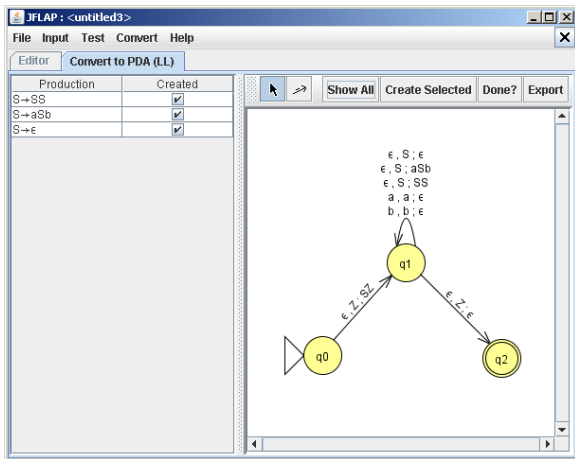 JFLAP : <untitled3>
File Input Test Convert Help
Editor Convert to PDA (LL)
Production Created
S→SS
S→aSb
S→ϵ
Show All Create Selected Done? Export
ϵ , S ; ϵ
ϵ , S ; aSb
ϵ , S ; SS
a , a ; ϵ
b , b ; ϵ
q1
ϵ , Z ; SZ
ϵ , Z ; ϵ
q0
q2